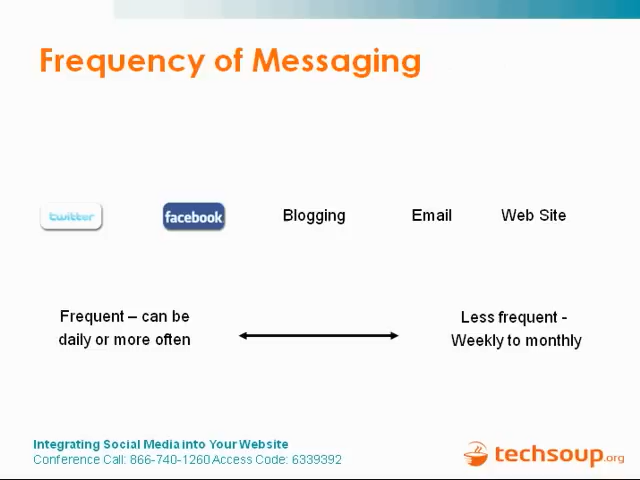 Frequency of Messaging
twitter facebook Blogging Email Web Site
Frequent – can be
daily or more often
Less frequent -
Weekly to monthly
Integrating Social Media into Your Website
Conference Call: 866-740-1260 Access Code: 6339392
techsoup.org